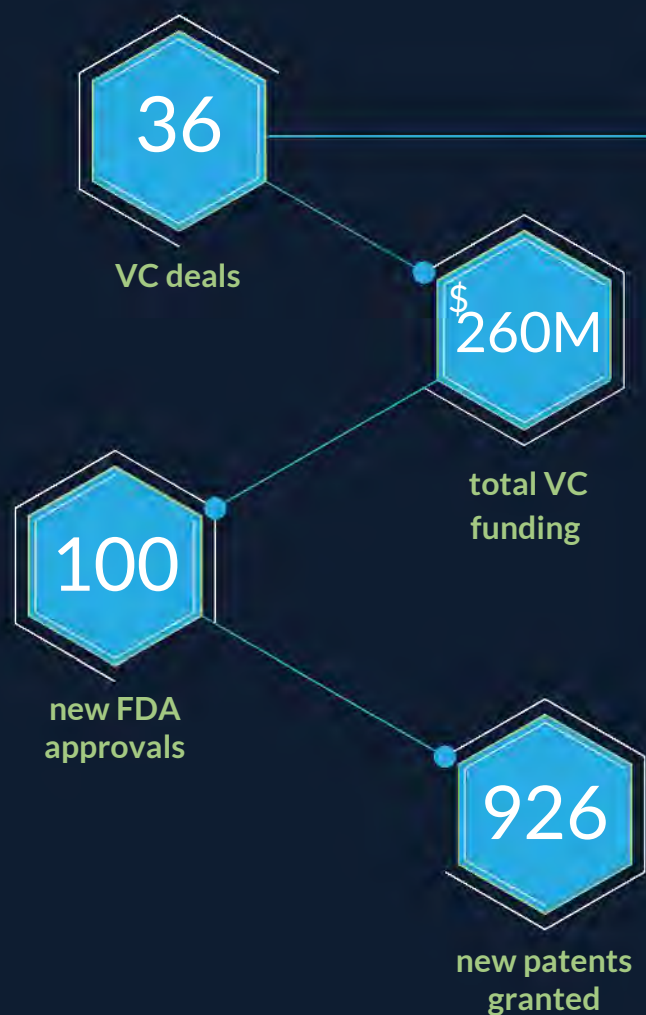 36
VC deals
$260M
total VC
funding
100
new FDA
approvals
926
new patents
granted